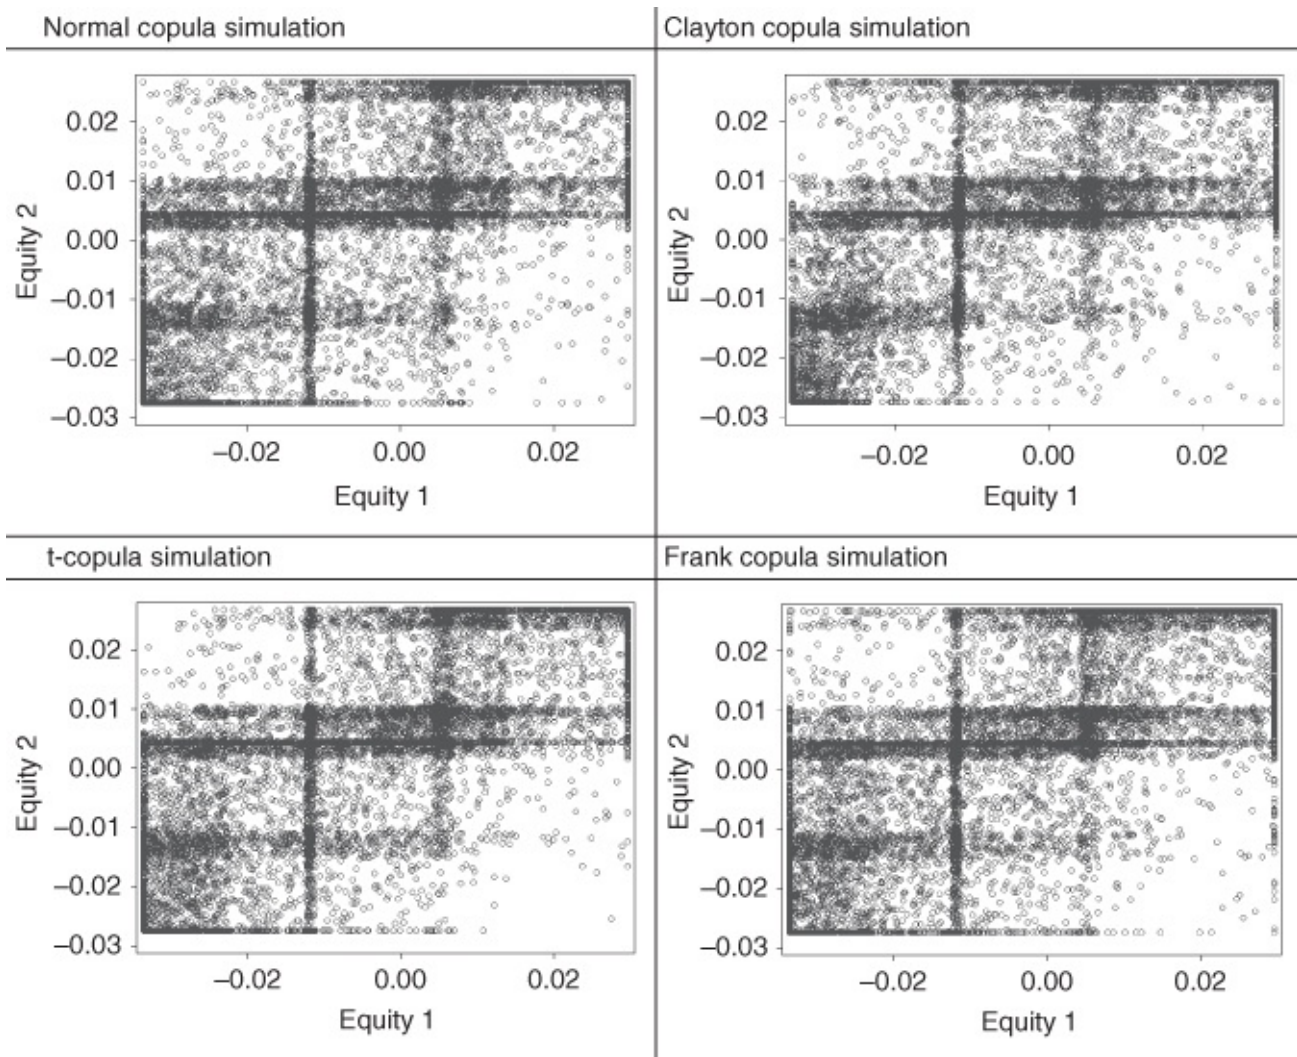 Normal copula simulation
Clayton copula simulation
0.02
0.01
0.00
–0.01
–0.02
–0.03
Equity 2
–0.02 0.00 0.02
Equity 1
0.02
0.01
0.00
–0.01
–0.02
–0.03
Equity 2
–0.02 0.00 0.02
Equity 1
t-copula simulation
Frank copula simulation
0.02
0.01
0.00
–0.01
–0.02
–0.03
Equity 2
–0.02 0.00 0.02
Equity 1
0.02
0.01
0.00
–0.01
–0.02
–0.03
Equity 2
–0.02 0.00 0.02
Equity 1